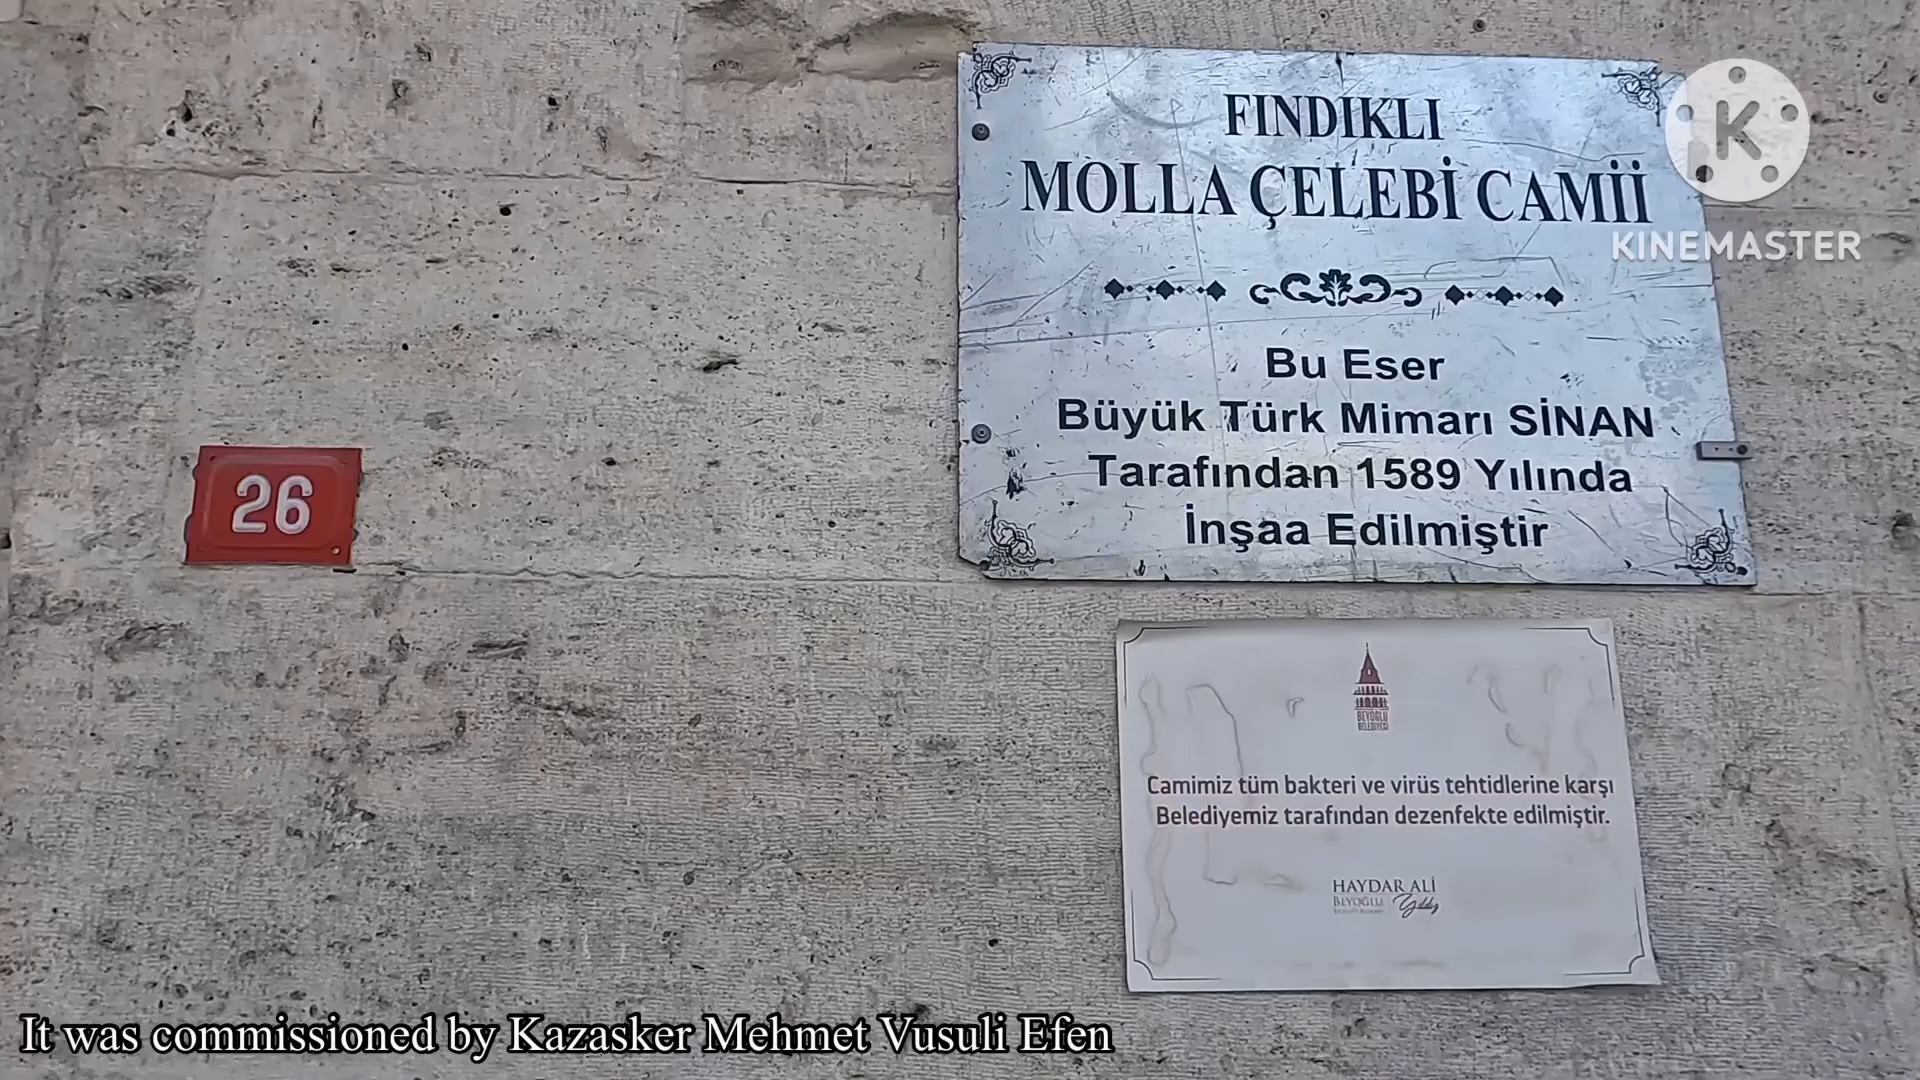 FINDIKLI
MOLLA ÇELEBİ CAMİİ
K
KINEMASTER
Bu Eser
Büyük Türk Mimarı SİNAN
Tarafından 1589 Yılında
İnşaa Edilmiştir
26
BEYOĞLU
BELEDİYESİ
Camimiz tüm bakteri ve virüs tehtidlerine karşı
Belediyemiz tarafından dezenfekte edilmiştir.
HAYDAR ALİ
BEYOĞLU
It was commissioned by Kazasker Mehmet Vusuli Efen